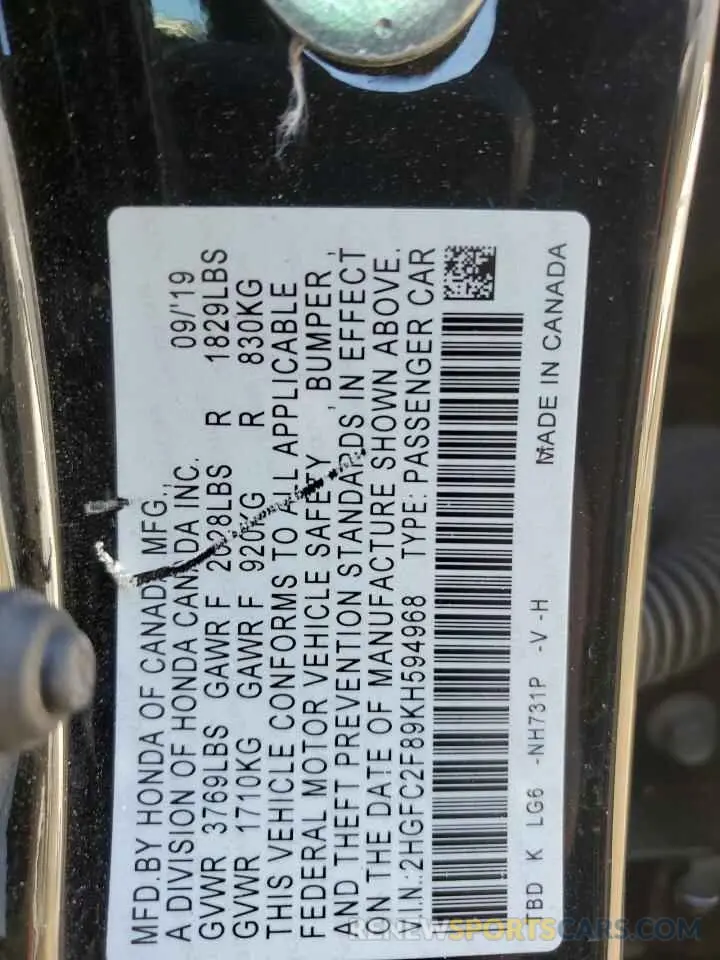 MFD.BY HONDA OF CANADA MFG.,
A DIVISION OF HONDA CANADA INC. 09/'19
GVWR 3769LBS GAWR F 2028LBS R 1829LBS
GVWR 1710KG GAWR F 920KG R 830KG
THIS VEHICLE CONFORMS TO ALL APPLICABLE
FEDERAL MOTOR VEHICLE SAFETY , BUMPER ,
AND THEFT PREVENTION STANDARDS IN EFFECT
ON THE DATE OF MANUFACTURE SHOWN ABOVE.
V.I.N.:2HGFC2F89KH594968 TYPE: PASSENGER CAR
TBD K LG6 -NH731P -V -H MADE IN CANADA
RENEWSPORTSCARS.COM